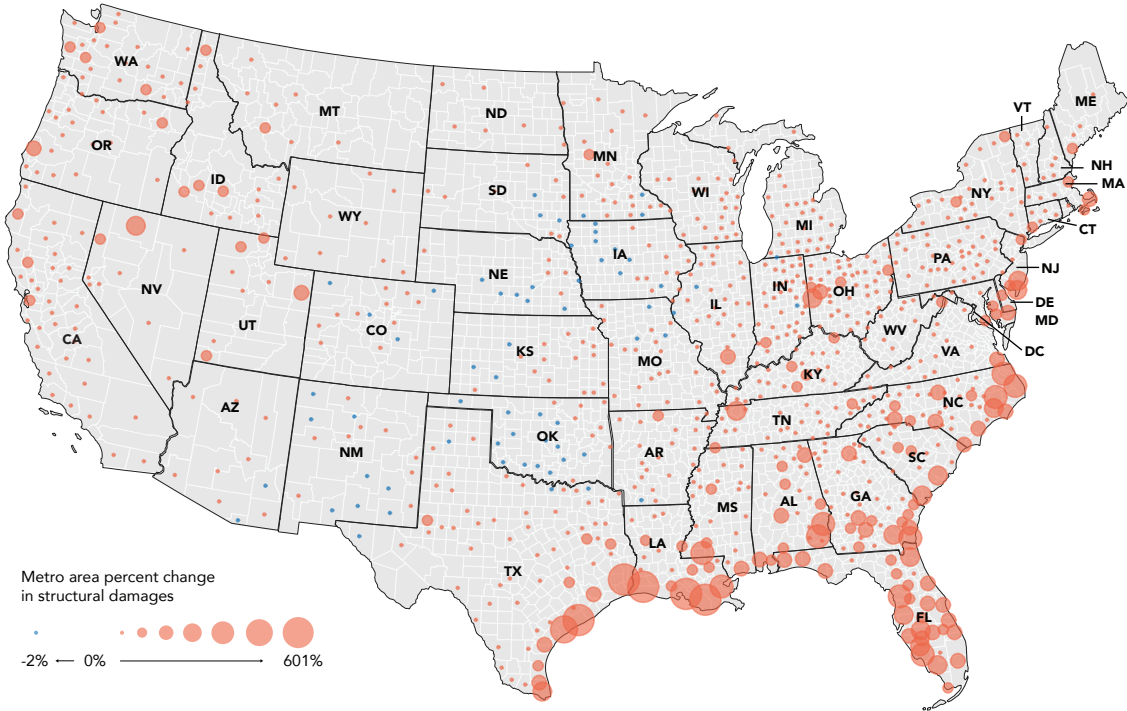 WA
MT
ND
VT
ME
OR
MN
ID
SD
WI
NH
NY
MA
WY
MI
CT
IA
NE
PA
NJ
NV
IL
IN
OH
DE
UT
CO
MD
CA
WV
KS
VA
DC
MO
KY
AZ
NC
TN
OK
NM
AR
SC
MS
AL
GA
LA
TX
Metro area percent change
in structural damages
FL
-2% 0% 601%